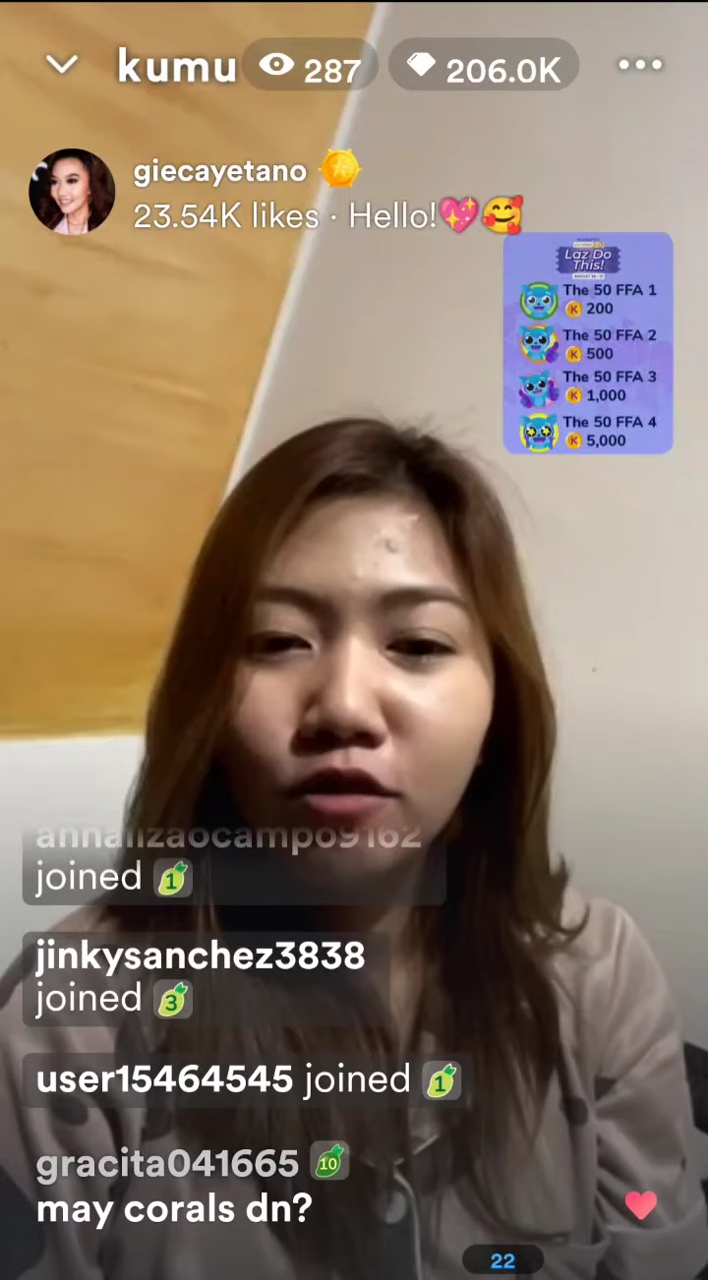 kumu 287 206.0K
giecayetano
23.54K likes · Hello!💖🥰
Laz Do
This!
The 50 FFA 1
K 200
The 50 FFA 2
K 500
The 50 FFA 3
K 1,000
The 50 FFA 4
K 5,000
annalizaocampo9162
joined 1
jinkysanchez3838
joined 3
user15464545 joined 1
gracita041665 10
may corals dn?
22